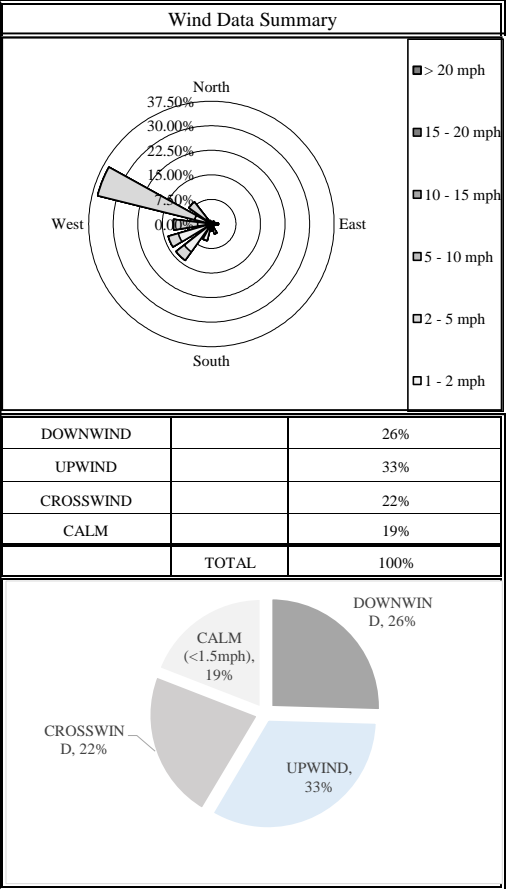 Wind Data Summary
North
37.50%
30.00%
22.50%
15.00%
7.50%
0.00%
West
East
South
> 20 mph
15 - 20 mph
10 - 15 mph
5 - 10 mph
2 - 5 mph
1 - 2 mph
DOWNWIND 26%
UPWIND 33%
CROSSWIND 22%
CALM 19%
TOTAL 100%
DOWNWIN
D, 26%
CALM
(<1.5mph),
19%
CROSSWIN
D, 22%
UPWIND,
33%